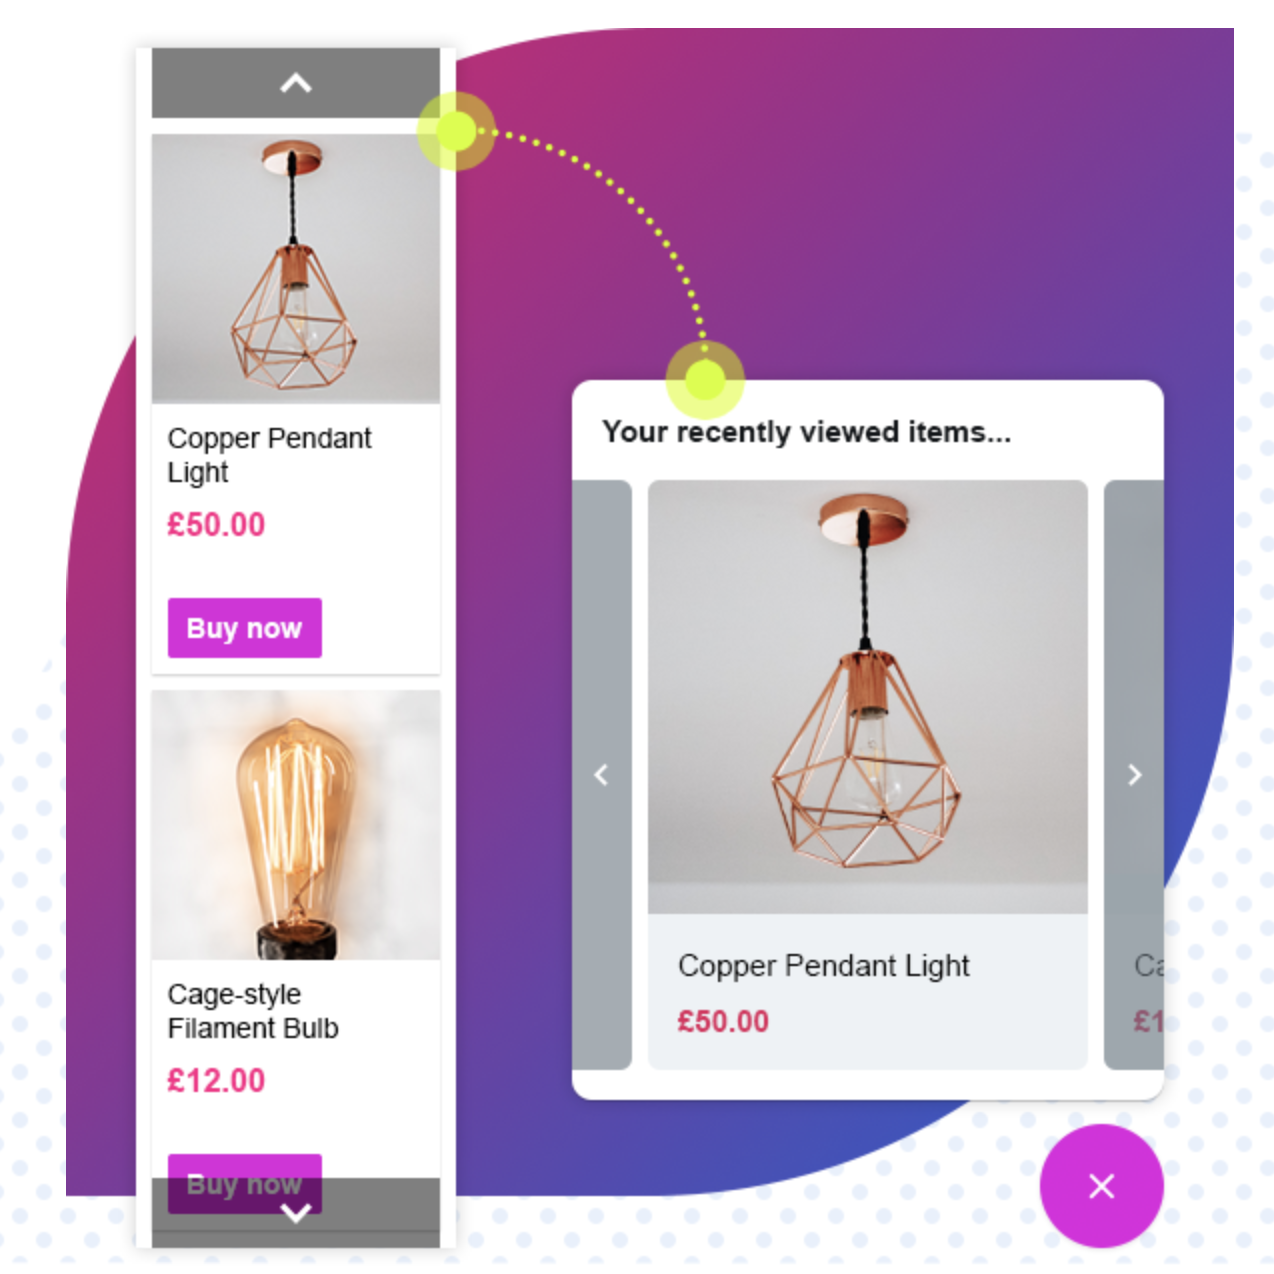 Copper Pendant
Light
£50.00
Buy now
Cage-style
Filament Bulb
£12.00
Buy now
Your recently viewed items...
Copper Pendant Light
£50.00
Ca
£1